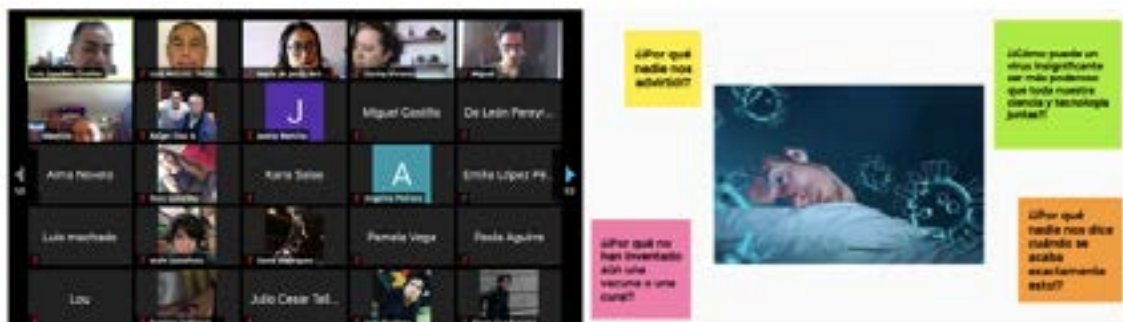 J
Miguel Castillo
De León Pereyr...
Alma Novelo
Karla Salas
A
Emilia López Pé...
Luis machado
Pamela Vega
Paola Aguirre
Lou
Julio Cesar Tell...
¿¡Por qué
nadie nos
advirtió!?
¿¡Cómo puede un
virus insignificante
ser más poderoso
que toda nuestra
ciencia y tecnología
juntas?!
¿¡Por qué no
han inventado
aún una
vacuna o una
cura!?
¿¡Por qué
nadie nos dice
cuándo se
acaba
exactamente
esto!?